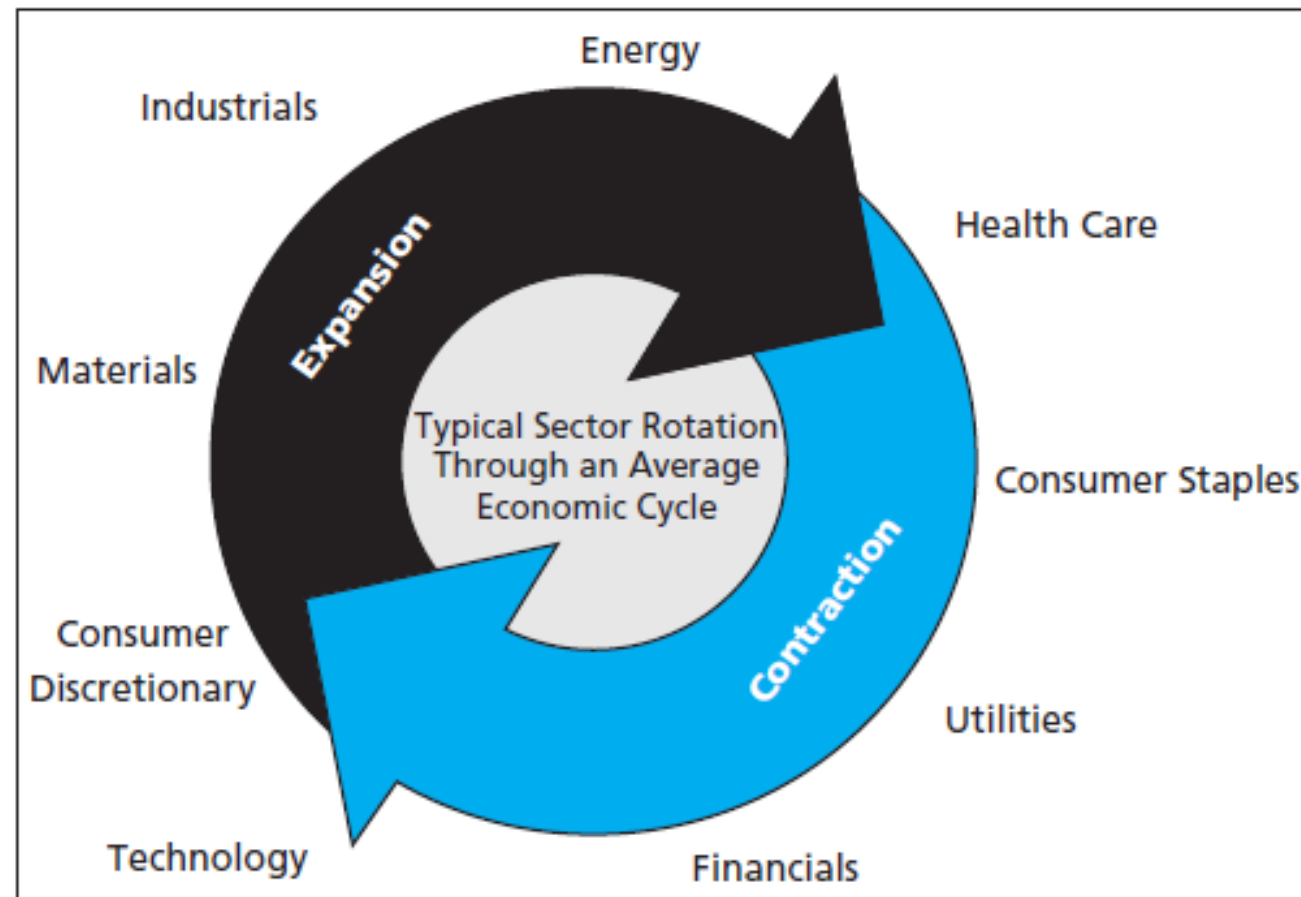 Energy
Industrials
Health Care
Expansion
Materials
Typical Sector Rotation
Through an Average
Economic Cycle
Consumer Staples
Contraction
Consumer
Discretionary
Utilities
Technology
Financials